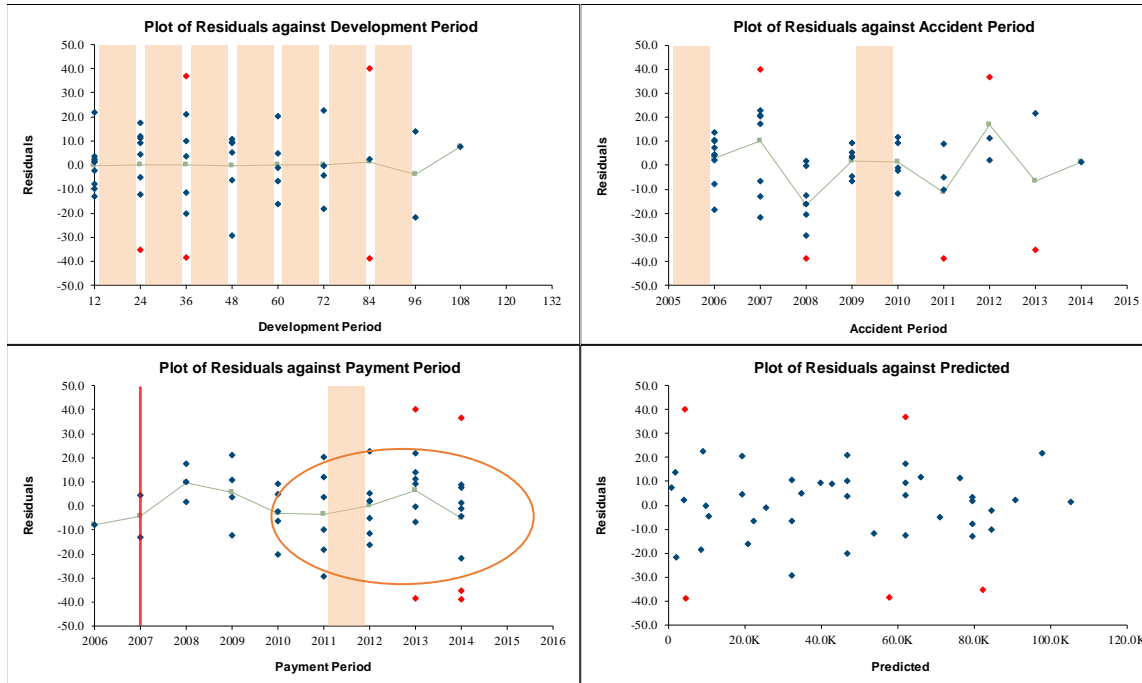 Plot of Residuals against Development Period
50.0
40.0
30.0
20.0
10.0
0.0
-10.0
-20.0
-30.0
-40.0
-50.0
Residuals
12 24 36 48 60 72 84 96 108 120 132
Development Period
Plot of Residuals against Accident Period
50.0
40.0
30.0
20.0
10.0
0.0
-10.0
-20.0
-30.0
-40.0
-50.0
Residuals
2005 2006 2007 2008 2009 2010 2011 2012 2013 2014 2015
Accident Period
Plot of Residuals against Payment Period
50.0
40.0
30.0
20.0
10.0
0.0
-10.0
-20.0
-30.0
-40.0
-50.0
Residuals
2006 2007 2008 2009 2010 2011 2012 2013 2014 2015 2016
Payment Period
Plot of Residuals against Predicted
50.0
40.0
30.0
20.0
10.0
0.0
-10.0
-20.0
-30.0
-40.0
-50.0
Residuals
0 20.0K 40.0K 60.0K 80.0K 100.0K 120.0K
Predicted